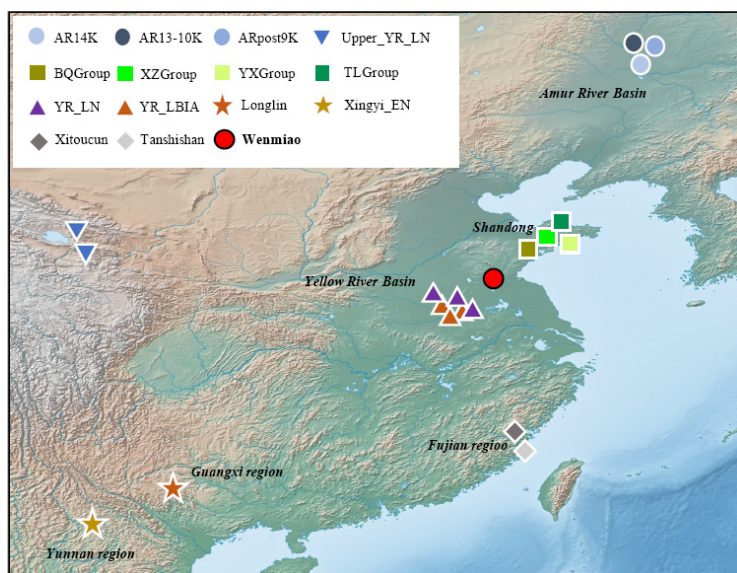 AR14K AR13-10K ARpost9K Upper_YR_LN
BQGroup XZGroup YXGroup TLGroup
YR_LN YR_LBIA Longlin Xingyi_EN
Xitoucun Tanshishan Wenmiao
Amur River Basin
Shandong
Yellow River Basin
Fujian regioo
Guangxi region
Yunnan region